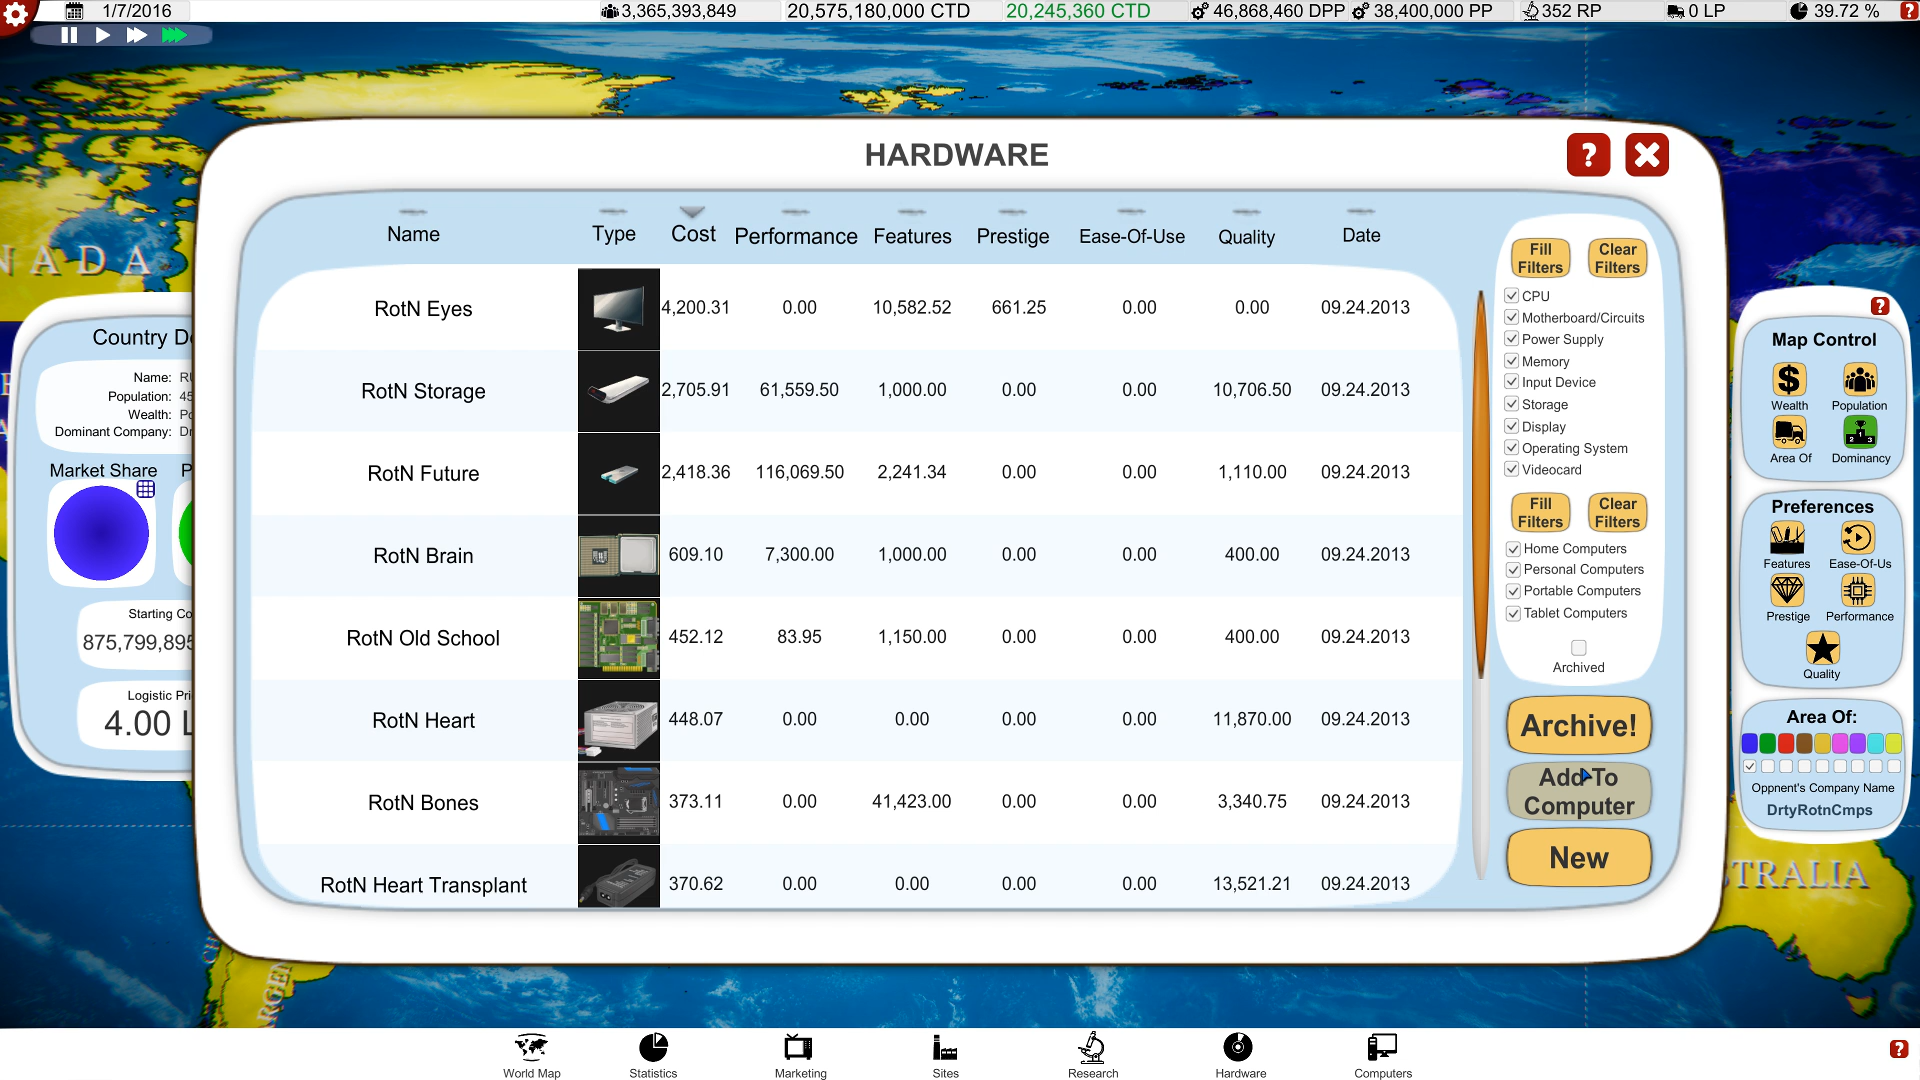 1/7/2016
3,365,393,849
20,575,180,000 CTD
20,245,360 CTD
46,868,460 DPP
38,400,000 PP
352 RP
0 LP
39.72 %
?
NADA
HARDWARE
?
Name Type Cost Performance Features Prestige Ease-Of-Use Quality Date
RotN Eyes 4,200.31 0.00 10,582.52 661.25 0.00 0.00 09.24.2013
RotN Storage 2,705.91 61,559.50 1,000.00 0.00 0.00 10,706.50 09.24.2013
RotN Future 2,418.36 116,069.50 2,241.34 0.00 0.00 1,110.00 09.24.2013
RotN Brain 609.10 7,300.00 1,000.00 0.00 0.00 400.00 09.24.2013
RotN Old School 452.12 83.95 1,150.00 0.00 0.00 400.00 09.24.2013
RotN Heart 448.07 0.00 0.00 0.00 0.00 11,870.00 09.24.2013
RotN Bones 373.11 0.00 41,423.00 0.00 0.00 3,340.75 09.24.2013
RotN Heart Transplant 370.62 0.00 0.00 0.00 0.00 13,521.21 09.24.2013
Fill Filters
Clear Filters
CPU
Motherboard/Circuits
Power Supply
Memory
Input Device
Storage
Display
Operating System
Videocard
Fill Filters
Clear Filters
Home Computers
Personal Computers
Portable Computers
Tablet Computers
Archived
Archive!
Add To
Computer
New
Country De
Name: RU
Population: 45
Wealth: Po
Dominant Company: Dr
Market Share P
Starting Co
875,799,895
Logistic Pri
4.00 L
?
Map Control
$
Wealth Population
1 2 3
Area Of Dominancy
Preferences
Features Ease-Of-Us
Prestige Performance
Quality
Area Of:
Oppnent's Company Name
DrtyRotnCmps
TRALIA
ARGEN
CH
World Map
Statistics
Marketing
Sites
Research
Hardware
Computers
?